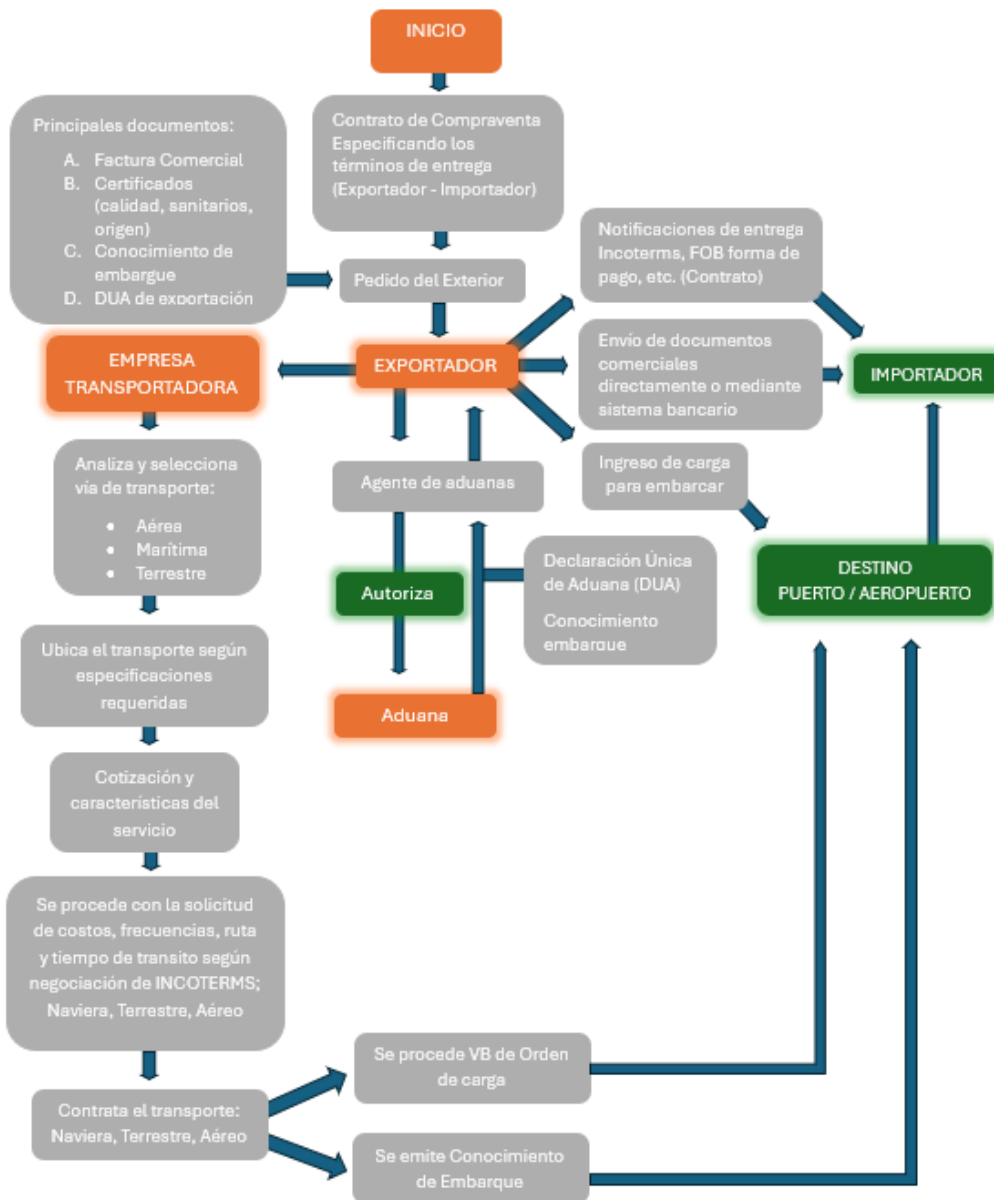 INICIO
Contrato de Compraventa
Especificando los
términos de entrega
(Exportador - Importador)
Principales documentos:
A. Factura Comercial
B. Certificados
(calidad, sanitarios,
origen)
C. Conocimiento de
embargue
D. DUA de exportación
Pedido del Exterior
Notificaciones de entrega
Incoterms, FOB forma de
pago, etc. (Contrato)
EMPRESA
TRANSPORTADORA
EXPORTADOR
Envío de documentos
comerciales
directamente o mediante
sistema bancario
IMPORTADOR
Analiza y selecciona
vía de transporte:
• Aérea
• Marítima
• Terrestre
Agente de aduanas
Ingreso de carga
para embarcar
Autoriza
Declaración Única
de Aduana (DUA)
Conocimiento
embarque
DESTINO
PUERTO / AEROPUERTO
Ubica el transporte según
especificaciones
requeridas
Aduana
Cotización y
características del
servicio
Se procede con la solicitud
de costos, frecuencias, ruta
y tiempo de transito según
negociación de INCOTERMS;
Naviera, Terrestre, Aéreo
Se procede VB de Orden
de carga
Contrata el transporte:
Naviera, Terrestre, Aéreo
Se emite Conocimiento
de Embarque